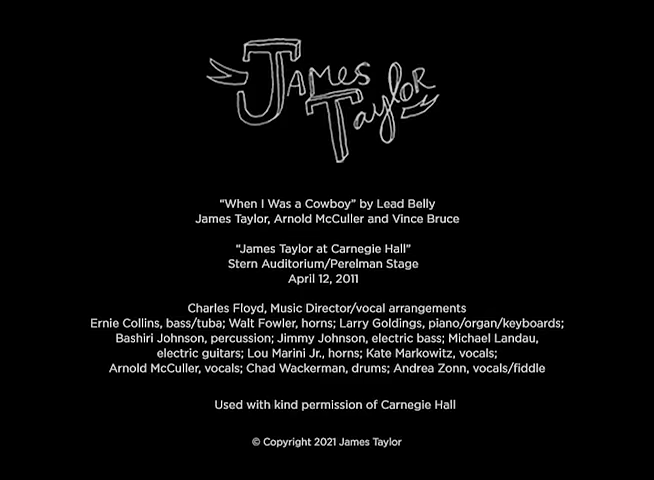 James
Taylor
“When I Was a Cowboy” by Lead Belly
James Taylor, Arnold McCuller and Vince Bruce
“James Taylor at Carnegie Hall”
Stern Auditorium/Perelman Stage
April 12, 2011
Charles Floyd, Music Director/vocal arrangements
Ernie Collins, bass/tuba; Walt Fowler, horns; Larry Goldings, piano/organ/keyboards;
Bashiri Johnson, percussion; Jimmy Johnson, electric bass; Michael Landau,
electric guitars; Lou Marini Jr., horns; Kate Markowitz, vocals;
Arnold McCuller, vocals; Chad Wackerman, drums; Andrea Zonn, vocals/fiddle
Used with kind permission of Carnegie Hall
© Copyright 2021 James Taylor